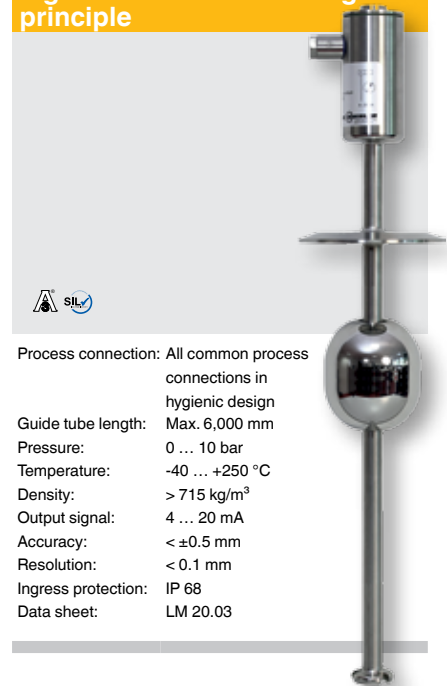 principle
SIL
Process connection: All common process
connections in
hygienic design
Guide tube length: Max. 6,000 mm
Pressure: 0 … 10 bar
Temperature: -40 … +250 °C
Density: > 715 kg/m³
Output signal: 4 … 20 mA
Accuracy: < ±0.5 mm
Resolution: < 0.1 mm
Ingress protection: IP 68
Data sheet: LM 20.03